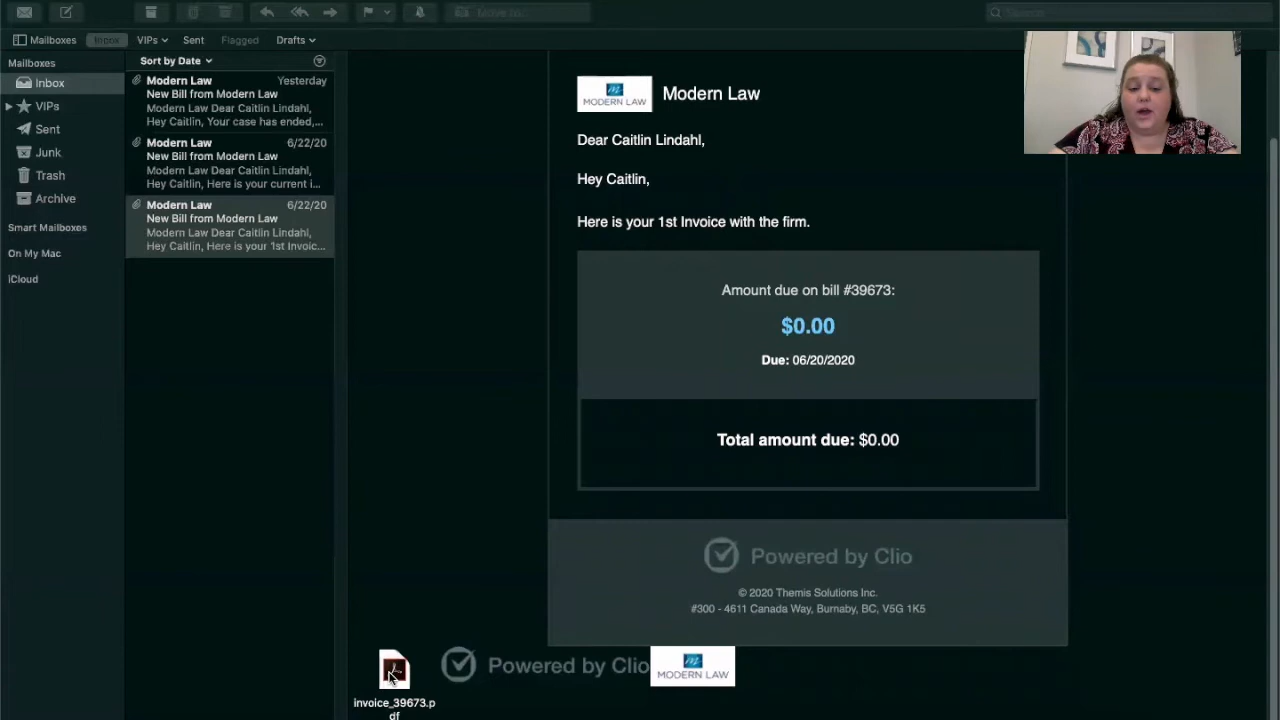 Move to...
Search
Mailboxes
Inbox
VIPs
Sent
Flagged
Drafts
Mailboxes
Inbox
VIPs
Sent
Junk
Trash
Archive
Smart Mailboxes
On My Mac
iCloud
Sort by Date
Modern Law Yesterday
New Bill from Modern Law
Modern Law Dear Caitlin Lindahl,
Hey Caitlin, Your case has ended,...
Modern Law 6/22/20
New Bill from Modern Law
Modern Law Dear Caitlin Lindahl,
Hey Caitlin, Here is your current i...
Modern Law 6/22/20
New Bill from Modern Law
Modern Law Dear Caitlin Lindahl,
Hey Caitlin, Here is your 1st Invoic...
m
MODERN LAW
Modern Law
Dear Caitlin Lindahl,
Hey Caitlin,
Here is your 1st Invoice with the firm.
Amount due on bill #39673:
$0.00
Due: 06/20/2020
Total amount due: $0.00
Powered by Clio
© 2020 Themis Solutions Inc.
#300 - 4611 Canada Way, Burnaby, BC, V5G 1K5
Powered by Clio
m
MODERN LAW
invoice_39673.p
df